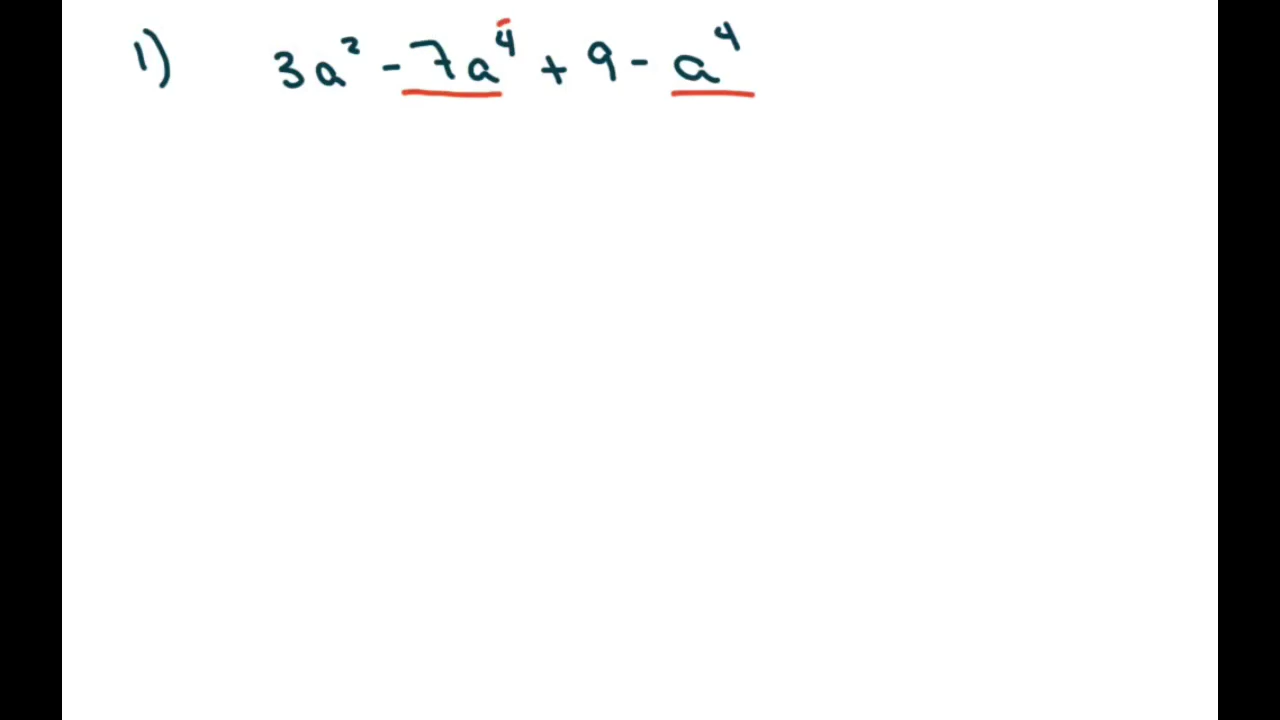 1) 3a² - 7a⁴ + 9 - a⁴